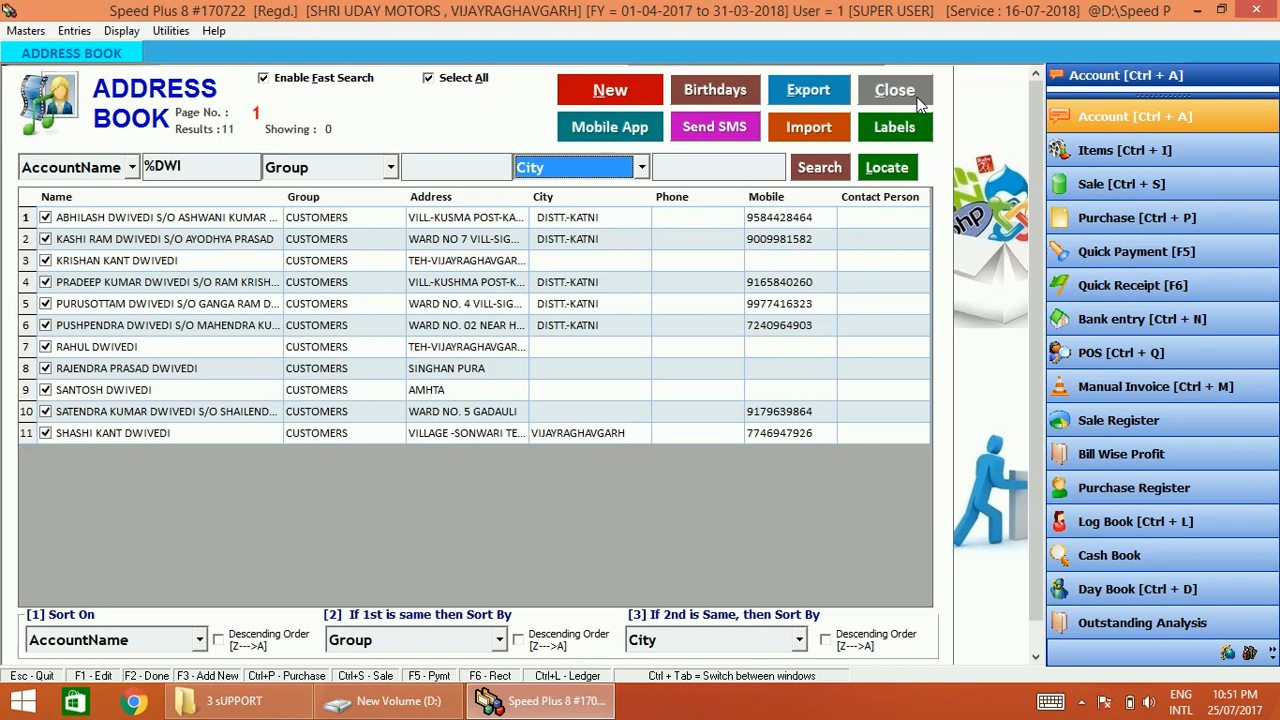 Speed Plus 8 #170722 [Regd.] [SHRI UDAY MOTORS , VIJAYRAGHAVGARH] [FY = 01-04-2017 to 31-03-2018] User = 1 [SUPER USER] [Service : 16-07-2018] @D:\Speed P
Masters Entries Display Utilities Help
ADDRESS BOOK
ADDRESS BOOK
Page No. : 1
Results : 11 Showing : 0
Enable Fast Search Select All
New Birthdays Export Close
Mobile App Send SMS Import Labels
AccountName %DWI Group City Search Locate
Name Group Address City Phone Mobile Contact Person
1 ABHILASH DWIVEDI S/O ASHWANI KUMAR ... CUSTOMERS VILL-KUSMA POST-KA... DISTT.-KATNI 9584428464
2 KASHI RAM DWIVEDI S/O AYODHYA PRASAD CUSTOMERS WARD NO 7 VILL-SIG... DISTT.-KATNI 9009981582
3 KRISHAN KANT DWIVEDI CUSTOMERS TEH-VIJAYRAGHAVGAR...
4 PRADEEP KUMAR DWIVEDI S/O RAM KRISH... CUSTOMERS VILL.-KUSHMA POST-K... DISTT.-KATNI 9165840260
5 PURUSOTTAM DWIVEDI S/O GANGA RAM D... CUSTOMERS WARD NO. 4 VILL-SIG... DISTT.-KATNI 9977416323
6 PUSHPENDRA DWIVEDI S/O MAHENDRA KU... CUSTOMERS WARD NO. 02 NEAR H... DISTT.-KATNI 7240964903
7 RAHUL DWIVEDI CUSTOMERS TEH-VIJAYRAGHAVGAR...
8 RAJENDRA PRASAD DWIVEDI CUSTOMERS SINGHAN PURA
9 SANTOSH DWIVEDI CUSTOMERS AMHTA
10 SATENDRA KUMAR DWIVEDI S/O SHAILEND... CUSTOMERS WARD NO. 5 GADAULI 9179639864
11 SHASHI KANT DWIVEDI CUSTOMERS VILLAGE -SONWARI TE... VIJAYRAGHAVGARH 7746947926
[1] Sort On [2] If 1st is same then Sort By [3] If 2nd is Same, then Sort By
AccountName Descending Order [Z--->A] Group Descending Order [Z--->A] City Descending Order [Z--->A]
Account [Ctrl + A]
Account [Ctrl + A]
Items [Ctrl + I]
Sale [Ctrl + S]
Purchase [Ctrl + P]
Quick Payment [F5]
Quick Receipt [F6]
Bank entry [Ctrl + N]
POS [Ctrl + Q]
Manual Invoice [Ctrl + M]
Sale Register
Bill Wise Profit
Purchase Register
Log Book [Ctrl + L]
Cash Book
Day Book [Ctrl + D]
Outstanding Analysis
php
Esc - Quit F1 - Edit F2 - Done F3 - Add New Ctrl+P - Purchase Ctrl+S - Sale F5 - Pymt F6 - Rect Ctrl+L - Ledger Ctrl + Tab = Switch between windows
3 sUPPORT New Volume (D:) Speed Plus 8 #170... ENG INTL 10:51 PM 25/07/2017